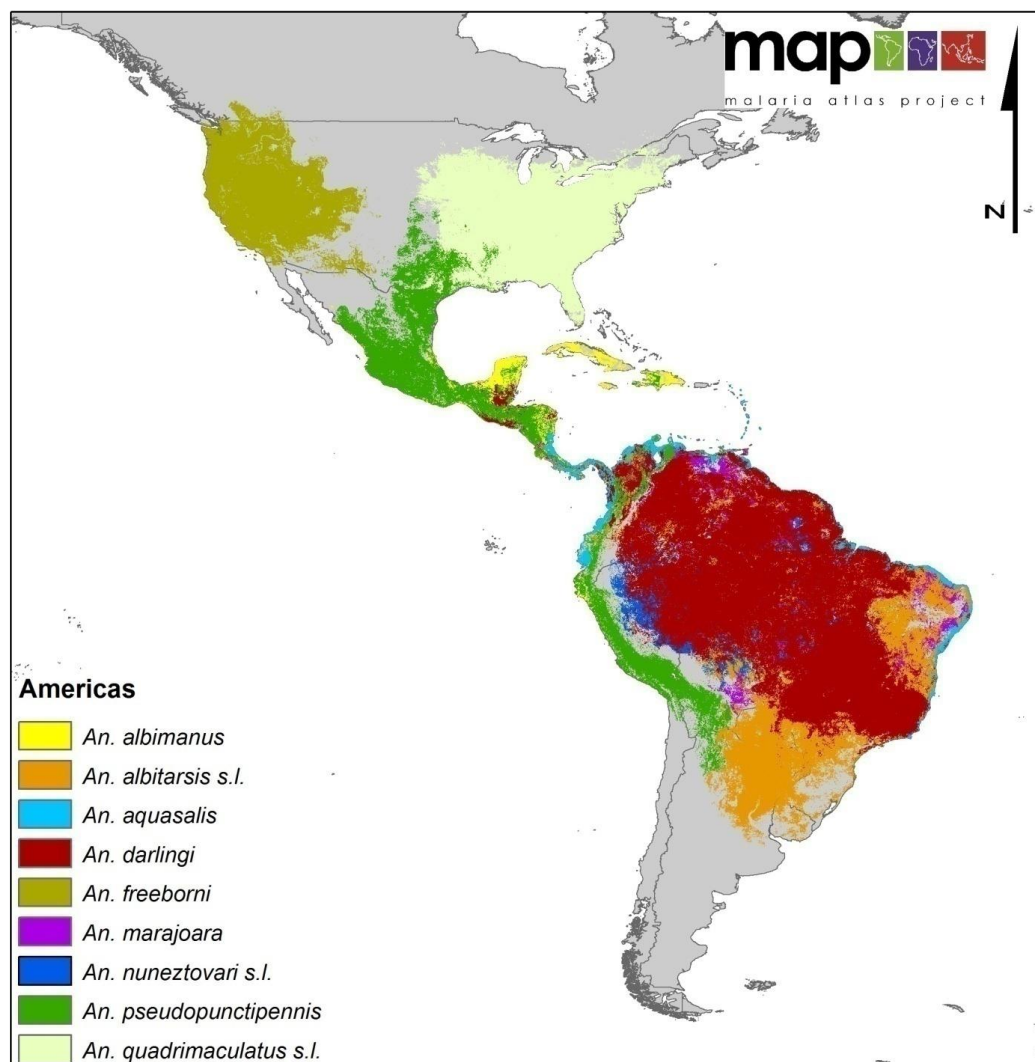 map
malaria atlas project
N
Americas
An. albimanus
An. albitarsis s.l.
An. aquasalis
An. darlingi
An. freeborni
An. marajoara
An. nuneztovari s.l.
An. pseudopunctipennis
An. quadrimaculatus s.l.